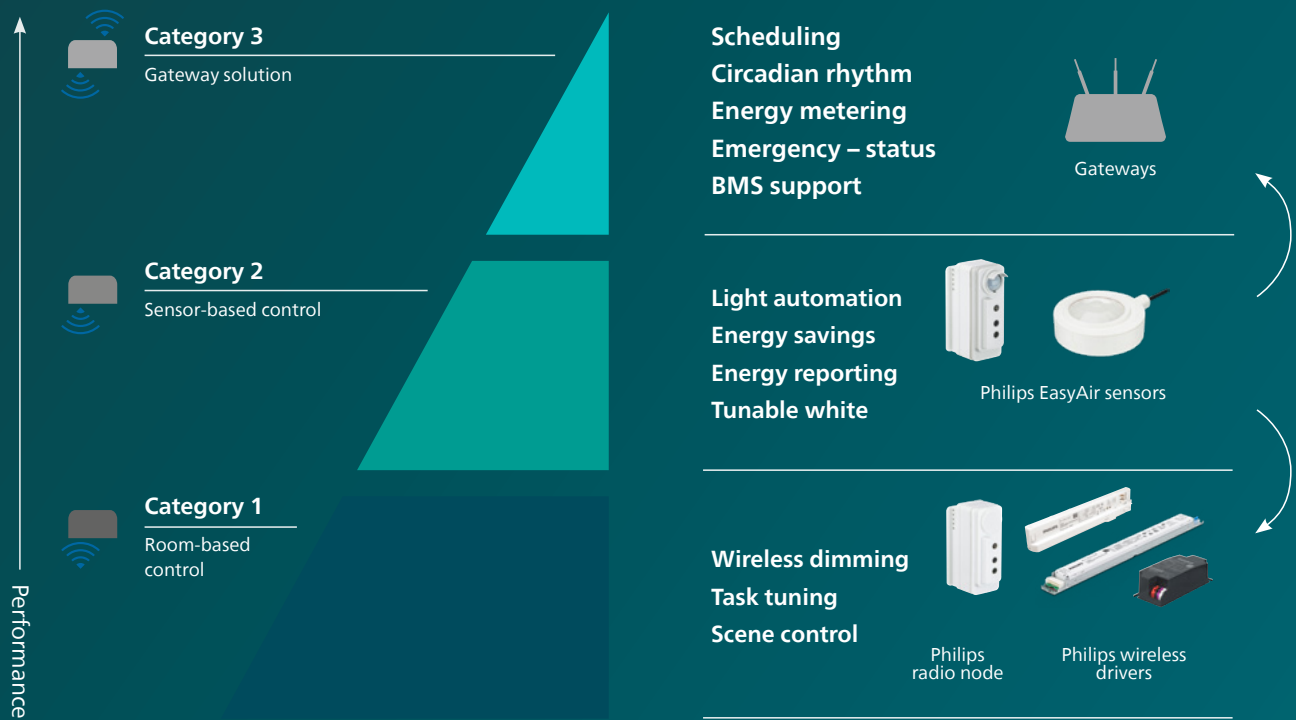 Category 3
Gateway solution
Scheduling
Circadian rhythm
Energy metering
Emergency – status
BMS support
Gateways
Category 2
Sensor-based control
Light automation
Energy savings
Energy reporting
Tunable white
Philips EasyAir sensors
Category 1
Room-based
control
Wireless dimming
Task tuning
Scene control
Philips
radio node
Philips wireless
drivers
Performance